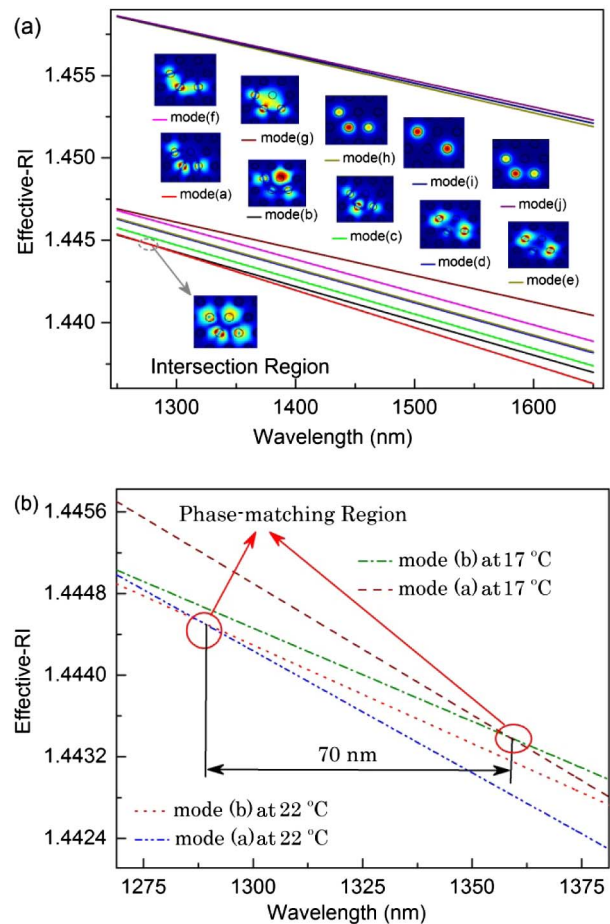 (a)
1.455
1.450
1.445
1.440
Effective-RI
mode(f)
mode(g)
mode(h)
mode(i)
mode(j)
mode(a)
mode(b)
mode(c)
mode(d)
mode(e)
Intersection Region
1300
1400
1500
1600
Wavelength (nm)
(b)
1.4456
1.4448
1.4440
1.4432
1.4424
Effective-RI
Phase-matching Region
mode (b) at 17 °C
mode (a) at 17 °C
70 nm
mode (b) at 22 °C
mode (a) at 22 °C
1275
1300
1325
1350
1375
Wavelength (nm)